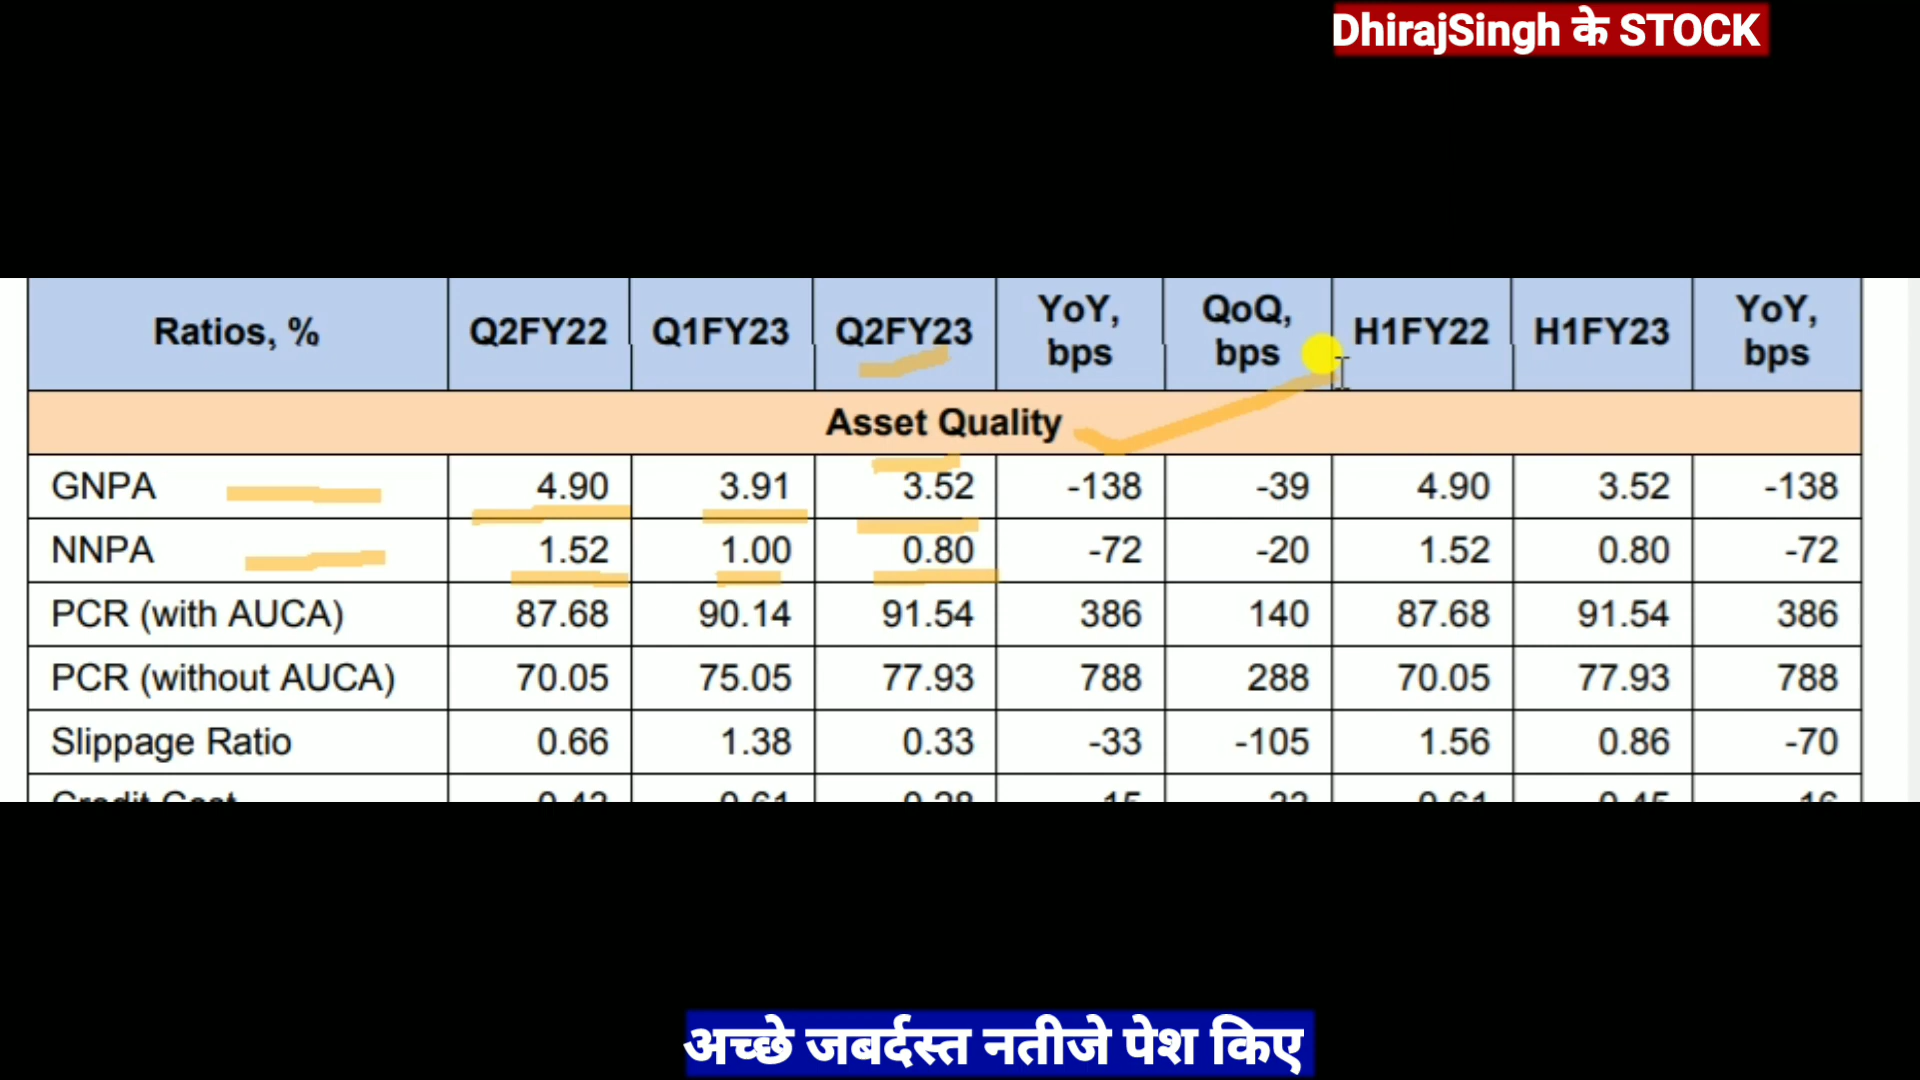 DhirajSingh के STOCK
Ratios, % Q2FY22 Q1FY23 Q2FY23 YoY, bps QoQ, bps H1FY22 H1FY23 YoY, bps
Asset Quality
GNPA 4.90 3.91 3.52 -138 -39 4.90 3.52 -138
NNPA 1.52 1.00 0.80 -72 -20 1.52 0.80 -72
PCR (with AUCA) 87.68 90.14 91.54 386 140 87.68 91.54 386
PCR (without AUCA) 70.05 75.05 77.93 788 288 70.05 77.93 788
Slippage Ratio 0.66 1.38 0.33 -33 -105 1.56 0.86 -70
अच्छे जबर्दस्त नतीजे पेश किए